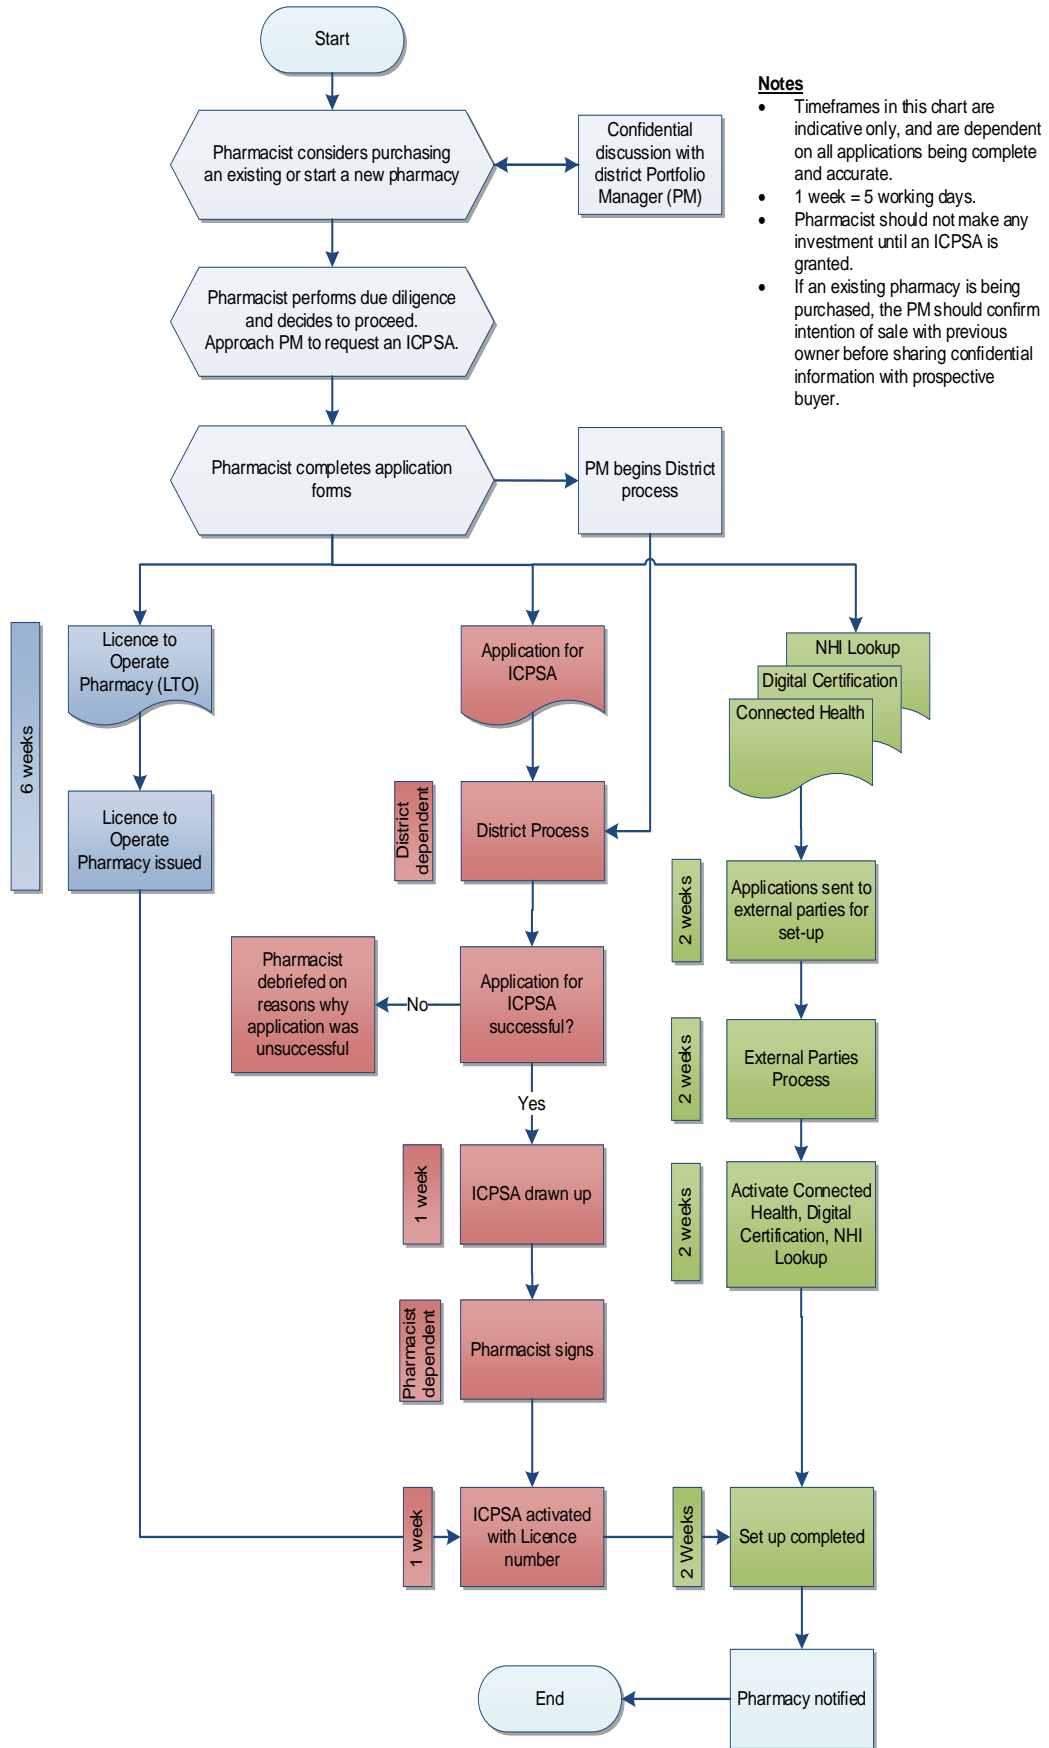 Start
Notes
• Timeframes in this chart are
indicative only, and are dependent
on all applications being complete
and accurate.
• 1 week = 5 working days.
• Pharmacist should not make any
investment until an ICPSA is
granted.
• If an existing pharmacy is being
purchased, the PM should confirm
intention of sale with previous
owner before sharing confidential
information with prospective
buyer.
Pharmacist considers purchasing
an existing or start a new pharmacy
Confidential
discussion with
district Portfolio
Manager (PM)
Pharmacist performs due diligence
and decides to proceed.
Approach PM to request an ICPSA.
Pharmacist completes application
forms
PM begins District
process
6 weeks
Licence to
Operate
Pharmacy (LTO)
Licence to
Operate
Pharmacy issued
Application for
ICPSA
District
dependent
District Process
Application for
ICPSA
successful?
No
Pharmacist
debriefed on
reasons why
application was
unsuccessful
Yes
1 week
ICPSA drawn up
Pharmacist
dependent
Pharmacist signs
1 week
ICPSA activated
with Licence
number
NHI Lookup
Digital Certification
Connected Health
2 weeks
Applications sent to
external parties for
set-up
2 weeks
External Parties
Process
2 weeks
Activate Connected
Health, Digital
Certification, NHI
Lookup
2 Weeks
Set up completed
Pharmacy notified
End